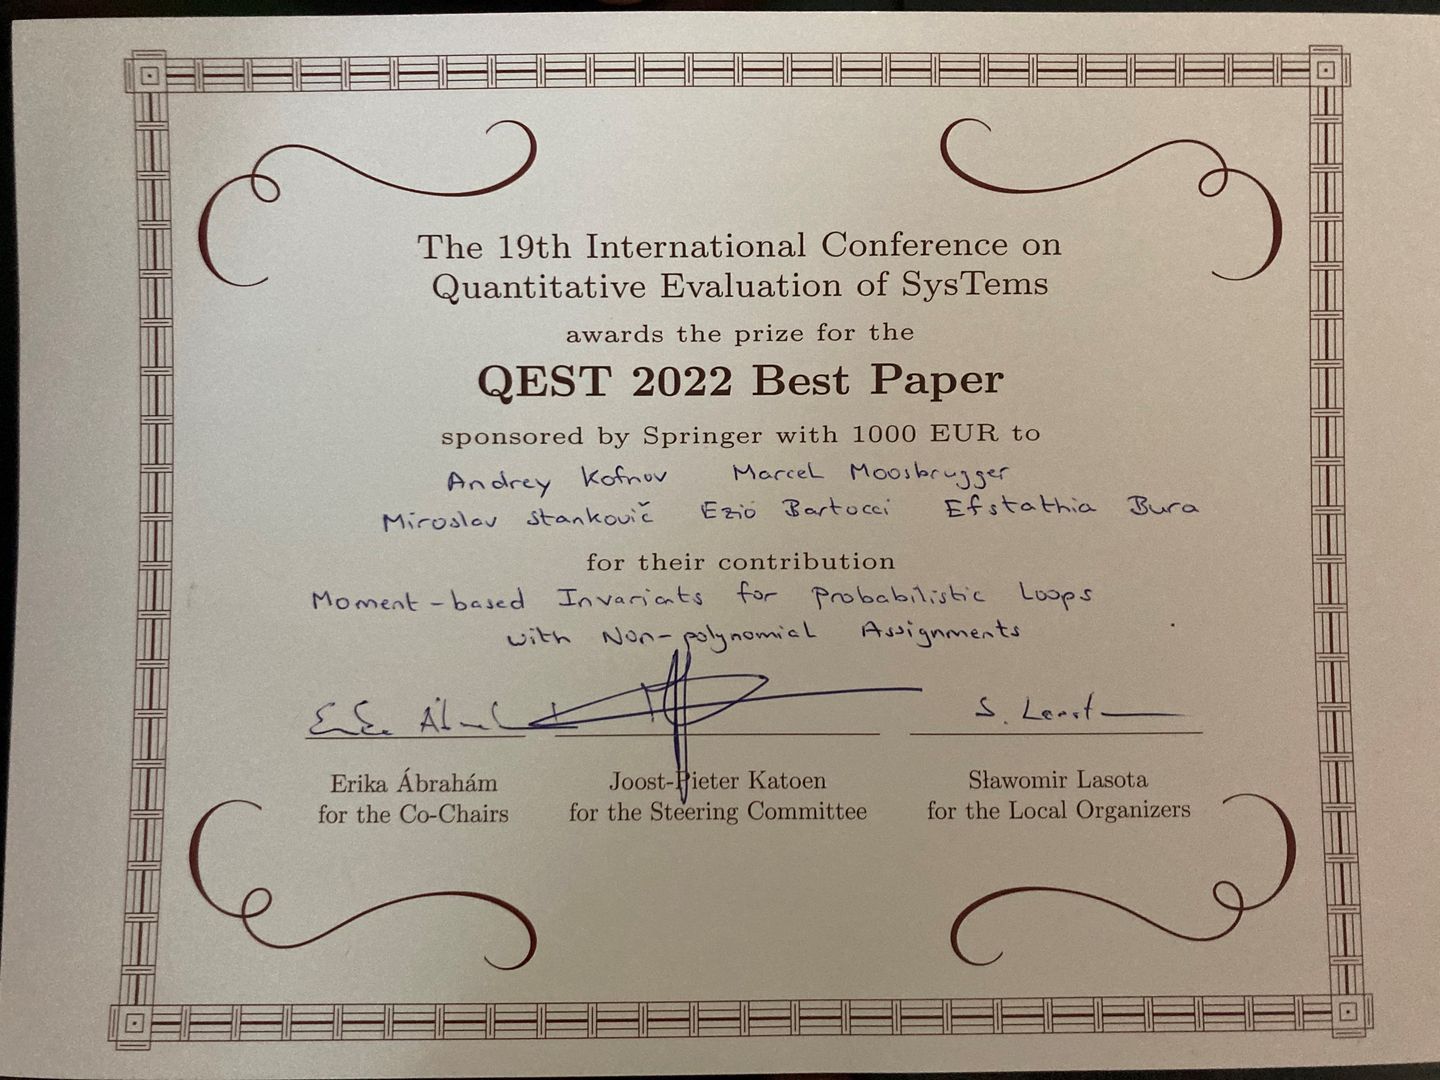 The 19th International Conference on
Quantitative Evaluation of SysTems
awards the prize for the
QEST 2022 Best Paper
sponsored by Springer with 1000 EUR to
Andrey Kofnov Marcel Moosbrugger
Miroslav Stankovič Ezio Bartocci Efstathia Bura
for their contribution
Moment-based Invariants for Probabilistic Loops
with Non-polynomial Assignments
S. Lasota
Erika Ábrahám Joost-Pieter Katoen Sławomir Lasota
for the Co-Chairs for the Steering Committee for the Local Organizers